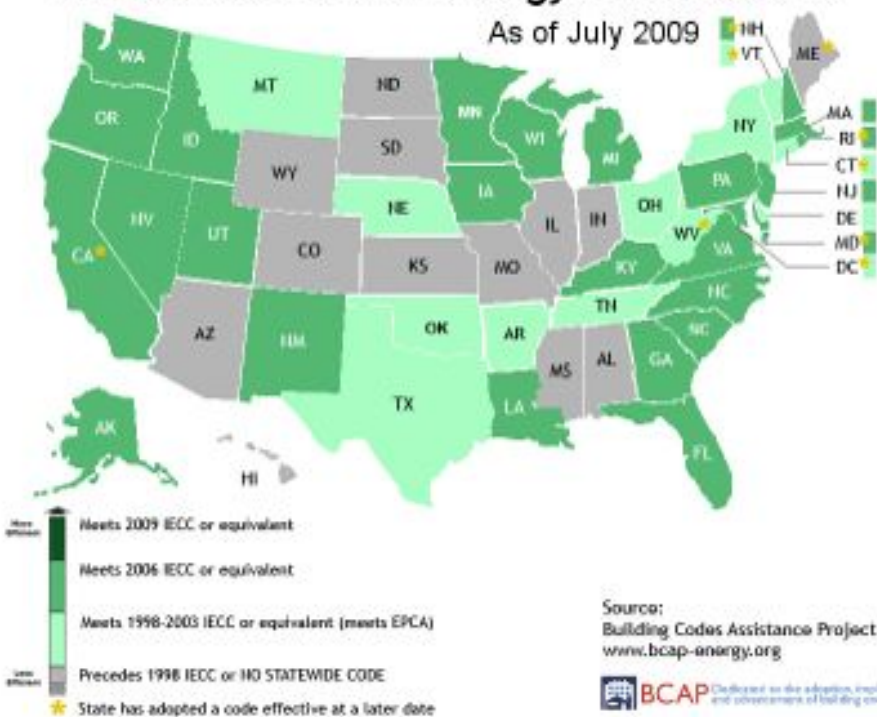 As of July 2009
NH
VT
ME
WA
MT
ND
MN
OR
ID
SD
WI
MI
NY
MA
RI
CT
WY
NE
IA
PA
NJ
NV
UT
CO
IL
IN
OH
WV
DE
MD
DC
CA
KS
MO
KY
VA
AZ
NM
OK
AR
TN
NC
SC
TX
LA
MS
AL
GA
AK
HI
FL
Meets 2009 IECC or equivalent
Meets 2006 IECC or equivalent
Meets 1998-2003 IECC or equivalent (meets EPCA)
Precedes 1998 IECC or NO STATEWIDE CODE
State has adopted a code effective at a later date
Source:
Building Codes Assistance Project
www.bcap-energy.org
BCAP